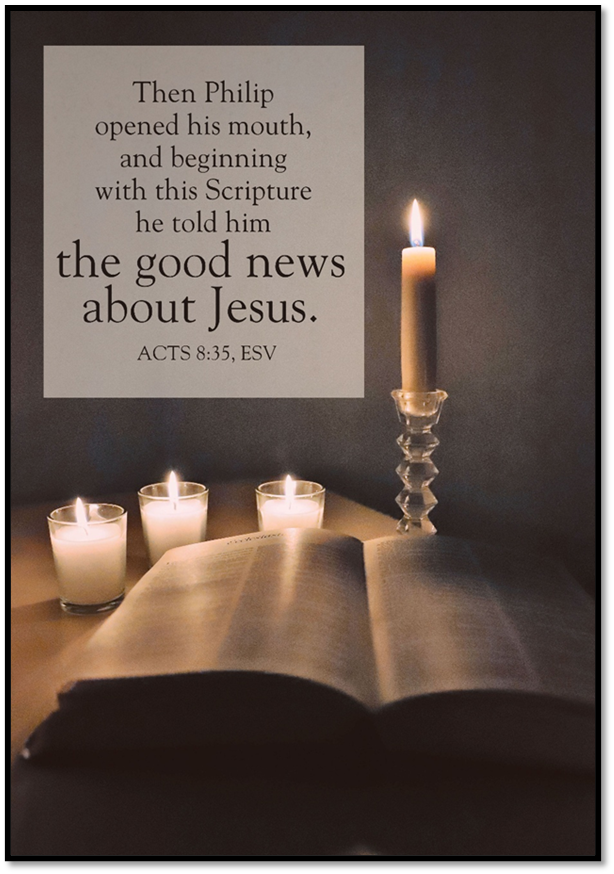 Then Philip
opened his mouth,
and beginning
with this Scripture
he told him
the good news
about Jesus.
ACTS 8:35, ESV